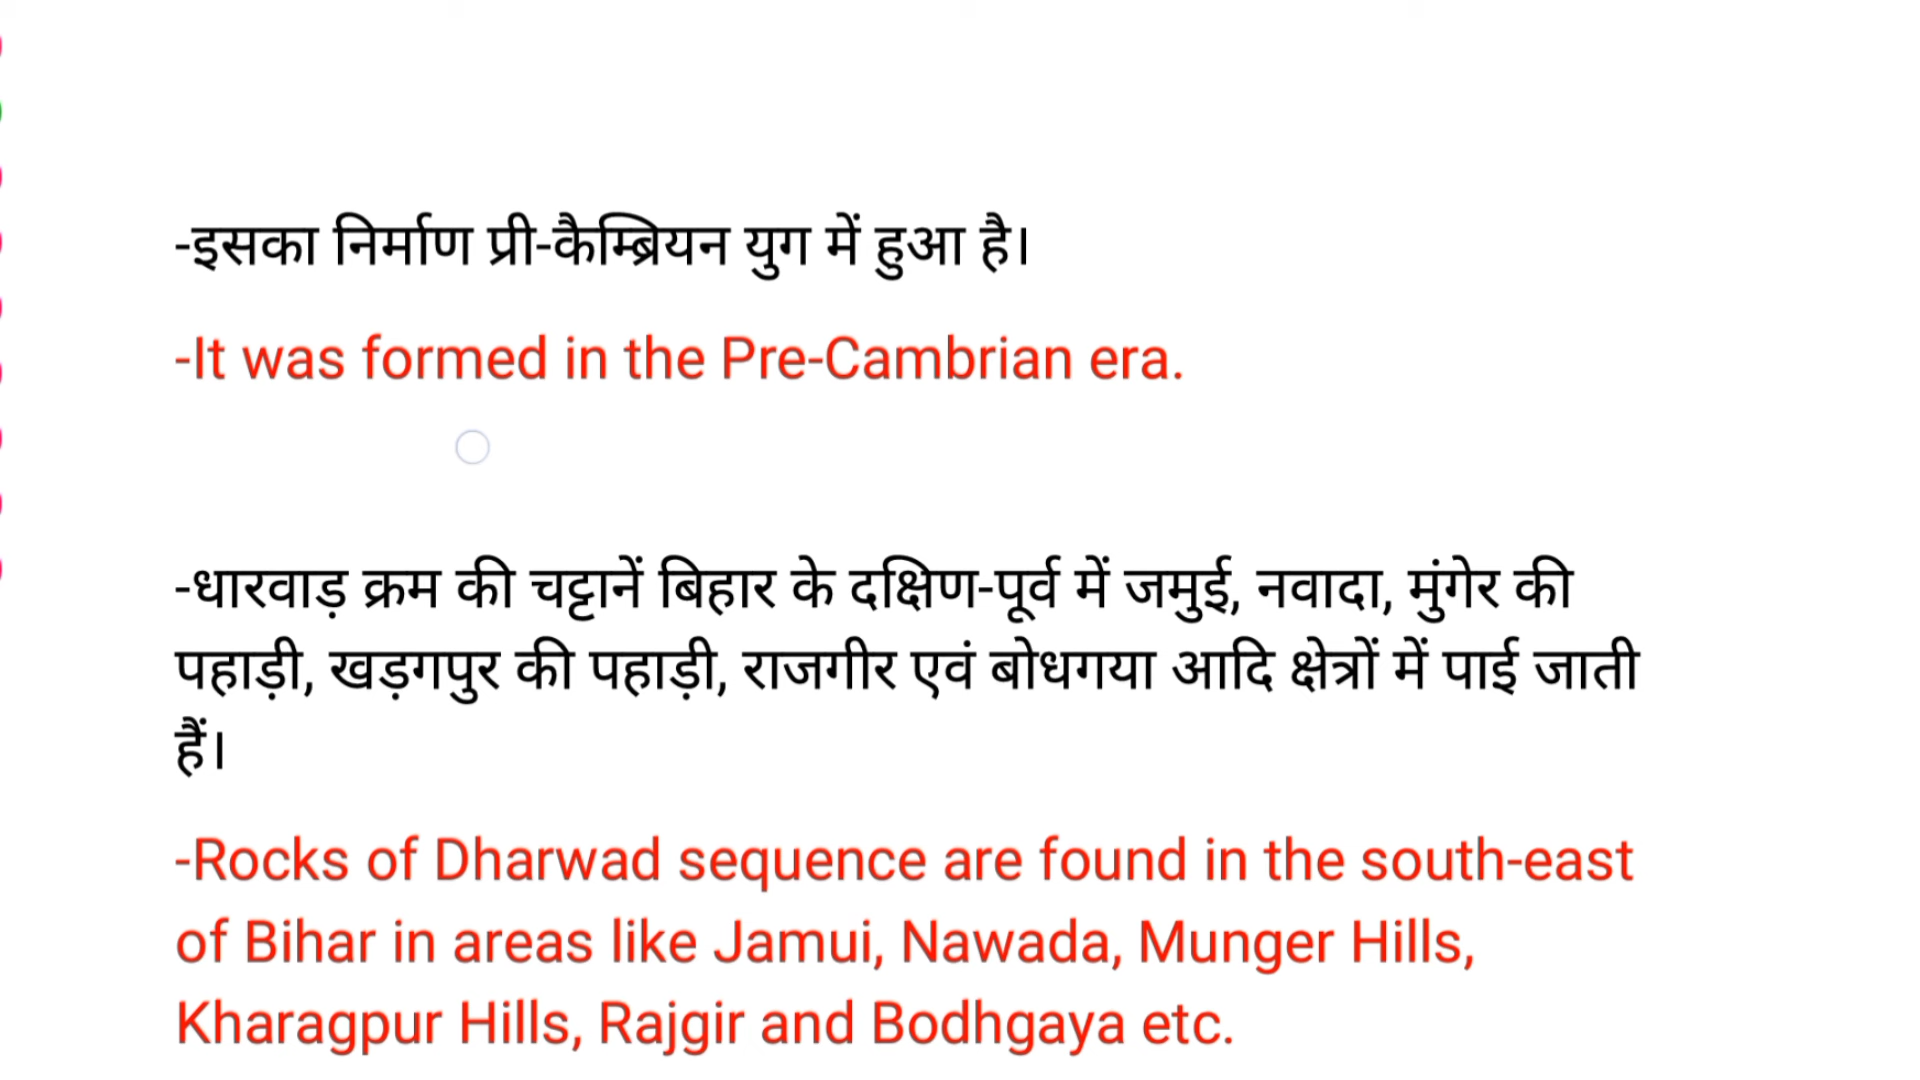 -इसका निर्माण प्री-कैम्ब्रियन युग में हुआ है।
-It was formed in the Pre-Cambrian era.
-धारवाड़ क्रम की चट्टानें बिहार के दक्षिण-पूर्व में जमुई, नवादा, मुंगेर की
पहाड़ी, खड़गपुर की पहाड़ी, राजगीर एवं बोधगया आदि क्षेत्रों में पाई जाती
हैं।
-Rocks of Dharwad sequence are found in the south-east
of Bihar in areas like Jamui, Nawada, Munger Hills,
Kharagpur Hills, Rajgir and Bodhgaya etc.